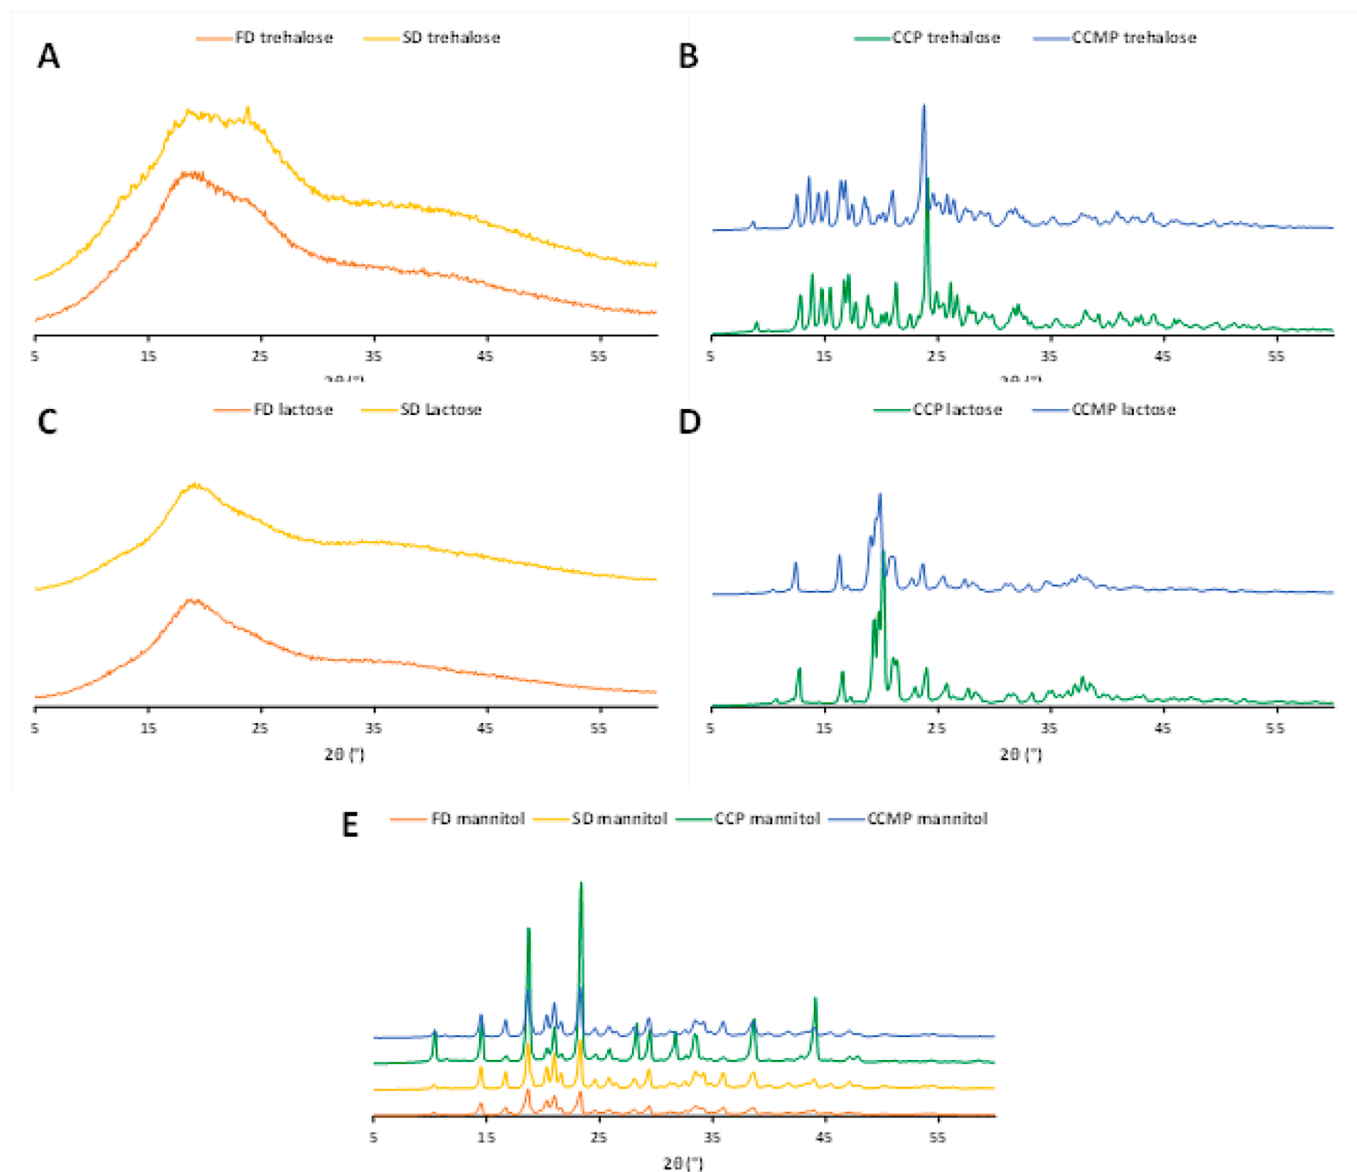 A
FD trehalose SD trehalose
5 15 25 35 45 55
B
CCP trehalose CCMP trehalose
5 15 25 35 45 55
C
FD lactose SD Lactose
5 15 25 35 45 55
2θ (°)
D
CCP lactose CCMP lactose
5 15 25 35 45 55
2θ (°)
E
FD mannitol SD mannitol CCP mannitol CCMP mannitol
5 15 25 35 45 55
2θ (°)